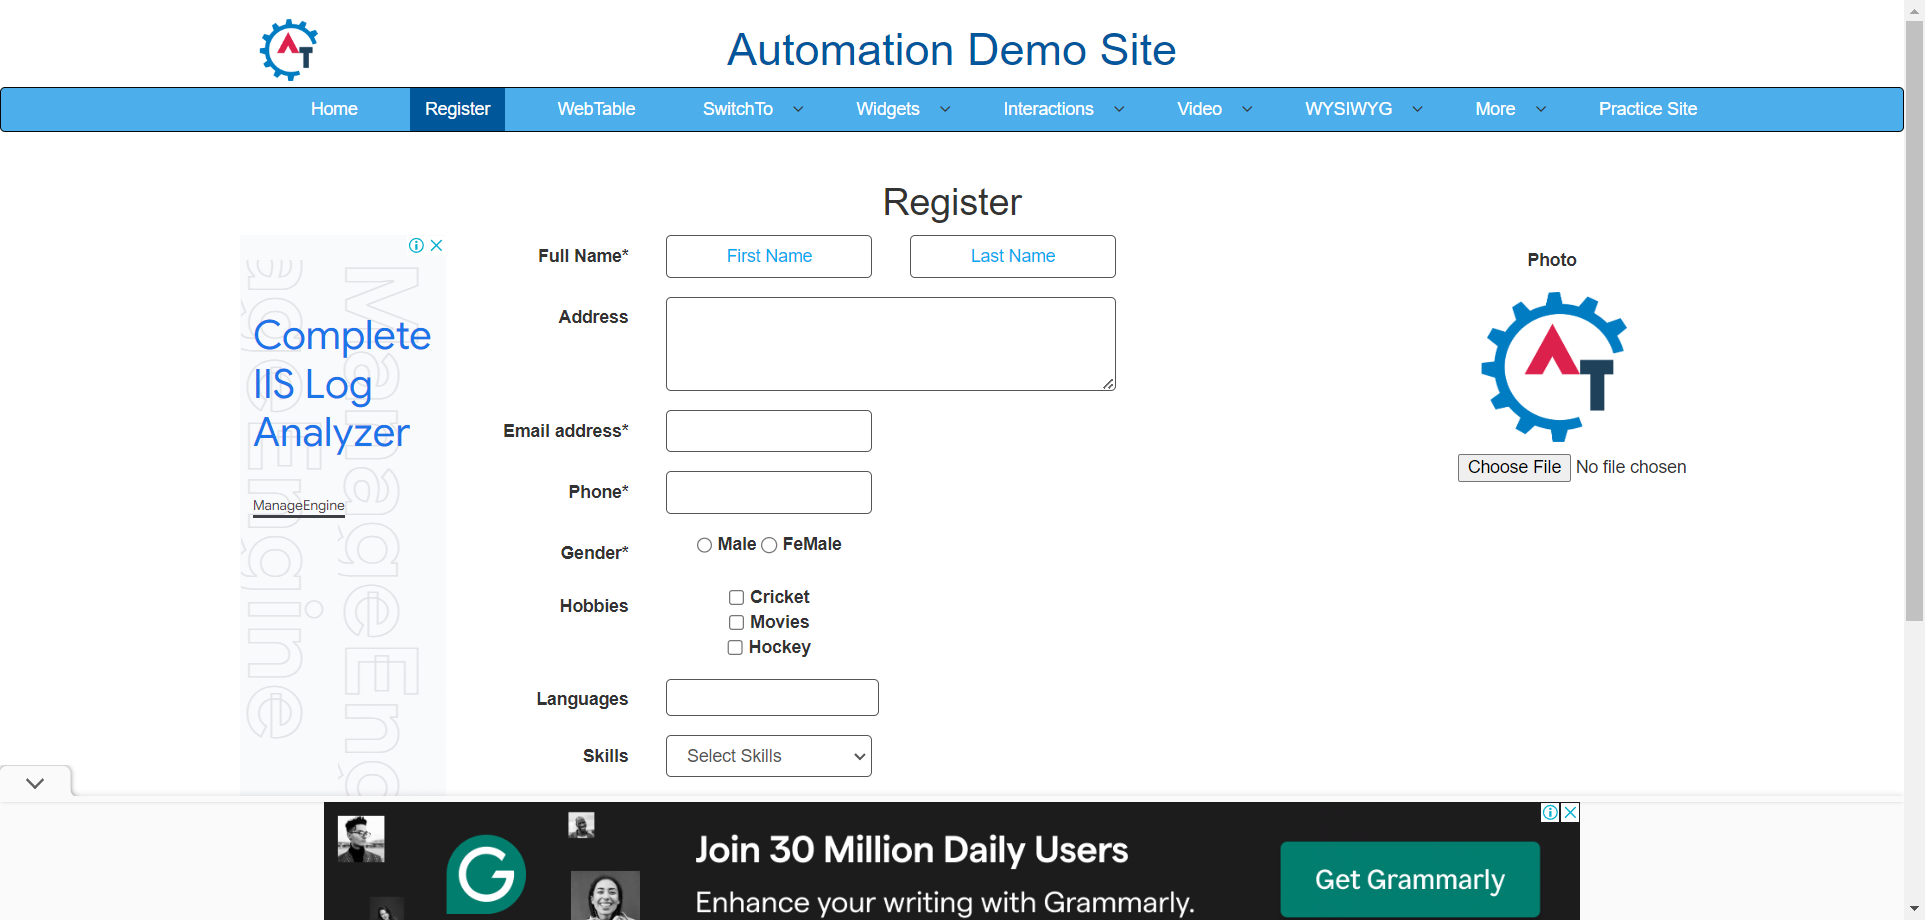 Automation Demo Site
Home Register WebTable SwitchTo Widgets Interactions Video WYSIWYG More Practice Site
Register
Full Name* First Name Last Name
Address
Email address*
Phone*
Gender* Male FeMale
Hobbies
Cricket
Movies
Hockey
Languages
Skills Select Skills
Photo
AT
Choose File No file chosen
Complete
IIS Log
Analyzer
ManageEngine
ManageEngine
ManageEng
Join 30 Million Daily Users
Enhance your writing with Grammarly.
G
Get Grammarly